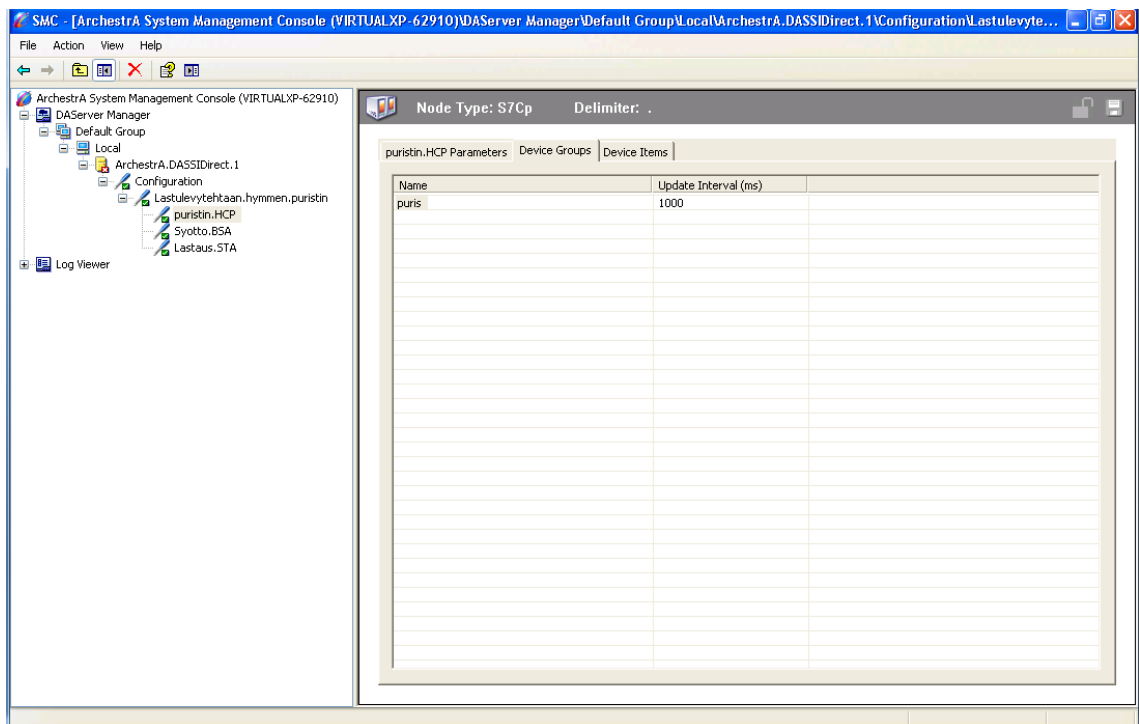 SMC - [ArchestrA System Management Console (VIRTUALXP-62910)\DAServer Manager\Default Group\Local\ArchestrA.DASSIDirect.1\Configuration\Lastulevyte...
File Action View Help
ArchestrA System Management Console (VIRTUALXP-62910)
DAServer Manager
Default Group
Local
ArchestrA.DASSIDirect.1
Configuration
Lastulevytehtaan.hymmen.puristin
puristin.HCP
Syotto.BSA
Lastaus.STA
Log Viewer
Node Type: S7Cp Delimiter: .
puristin.HCP Parameters Device Groups Device Items
Name Update Interval (ms)
puris 1000